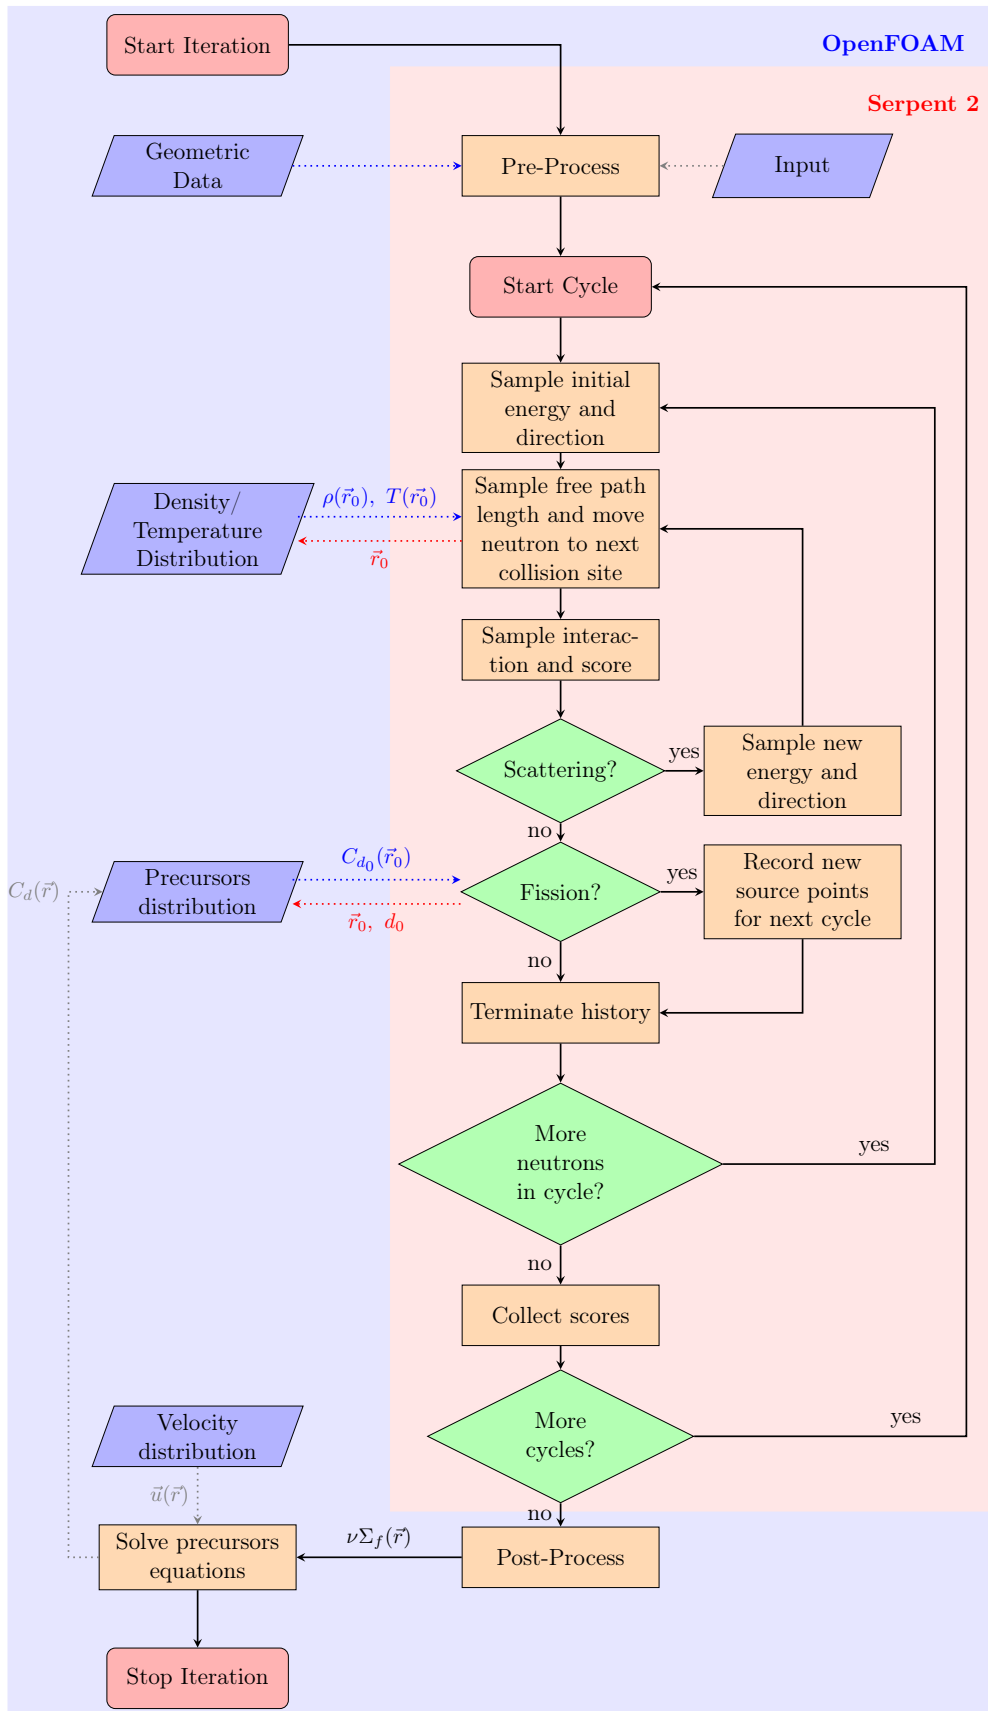 Start Iteration
OpenFOAM
Serpent 2
Geometric
Data
Pre-Process
Input
Start Cycle
Sample initial
energy and
direction
Density/
Temperature
Distribution
ρ(r⃗₀), T(r⃗₀)
r⃗₀
Sample free path
length and move
neutron to next
collision site
Sample interac-
tion and score
Scattering?
yes
Sample new
energy and
direction
no
C_d(r⃗)
Precursors
distribution
C_{d₀}(r⃗₀)
r⃗₀, d₀
Fission?
yes
Record new
source points
for next cycle
no
Terminate history
More
neutrons
in cycle?
yes
no
Collect scores
More
cycles?
yes
no
Velocity
distribution
u⃗(r⃗)
Solve precursors
equations
νΣ_f(r⃗)
Post-Process
Stop Iteration